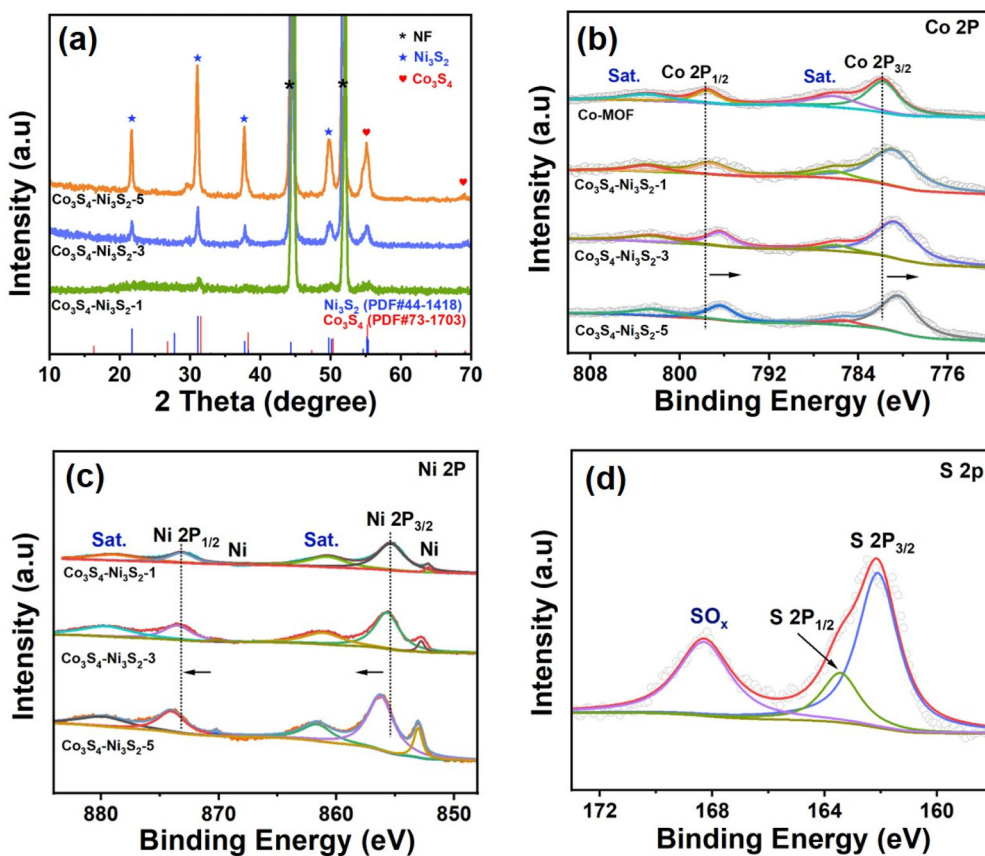 (a)
* NF
★ Ni₃S₂
♥ Co₃S₄
Co₃S₄-Ni₃S₂-5
Co₃S₄-Ni₃S₂-3
Co₃S₄-Ni₃S₂-1
Ni₃S₂ (PDF#44-1418)
Co₃S₄ (PDF#73-1703)
10 20 30 40 50 60 70
2 Theta (degree)
Intensity (a.u)
(b)
Co 2P
Sat. Co 2P₁/₂ Sat. Co 2P₃/₂
Co-MOF
Co₃S₄-Ni₃S₂-1
Co₃S₄-Ni₃S₂-3
Co₃S₄-Ni₃S₂-5
808 800 792 784 776
Binding Energy (eV)
Intensity (a.u)
(c)
Ni 2P
Sat. Ni 2P₁/₂ Ni Sat. Ni 2P₃/₂ Ni
Co₃S₄-Ni₃S₂-1
Co₃S₄-Ni₃S₂-3
Co₃S₄-Ni₃S₂-5
880 870 860 850
Binding Energy (eV)
Intensity (a.u)
(d)
S 2p
S 2P₃/₂
SOₓ
S 2P₁/₂
172 168 164 160
Binding Energy (eV)
Intensity (a.u)